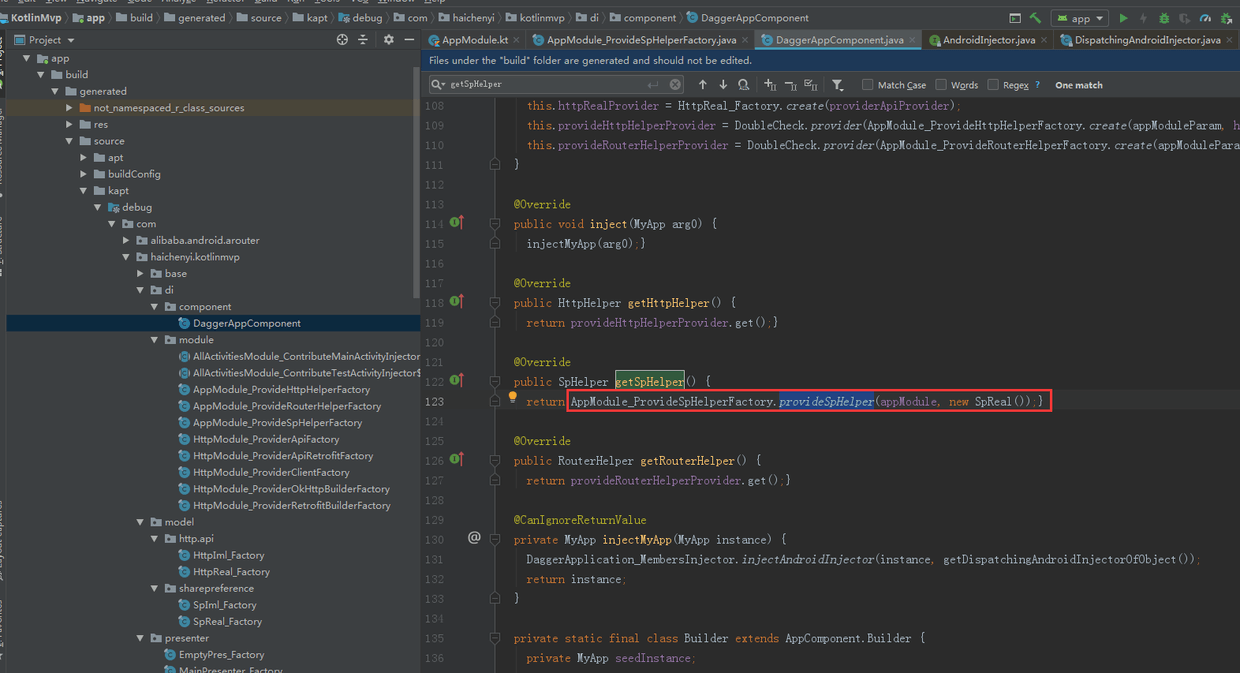 KotlinMvp app build generated source kapt debug com haichenyi kotlinmvp di component DaggerAppComponent app
Project
AppModule.kt AppModule_ProvideSpHelperFactory.java DaggerAppComponent.java AndroidInjector.java DispatchingAndroidInjector.java
Files under the "build" folder are generated and should not be edited.
getSpHelper Match Case Words Regex ? One match
app
build
generated
not_namespaced_r_class_sources
res
source
apt
buildConfig
kapt
debug
com
alibaba.android.arouter
haichenyi.kotlinmvp
base
di
component
DaggerAppComponent
module
AllActivitiesModule_ContributeMainActivityInjector
AllActivitiesModule_ContributeTestActivityInjector$
AppModule_ProvideHttpHelperFactory
AppModule_ProvideRouterHelperFactory
AppModule_ProvideSpHelperFactory
HttpModule_ProviderApiFactory
HttpModule_ProviderApiRetrofitFactory
HttpModule_ProviderClientFactory
HttpModule_ProviderOkHttpBuilderFactory
HttpModule_ProviderRetrofitBuilderFactory
model
http.api
HttpIml_Factory
HttpReal_Factory
sharepreference
SpIml_Factory
SpReal_Factory
presenter
EmptyPres_Factory
MainPresenter_Factory
108 this.httpRealProvider = HttpReal_Factory.create(providerApiProvider);
109 this.provideHttpHelperProvider = DoubleCheck.provider(AppModule_ProvideHttpHelperFactory.create(appModuleParam, h
110 this.provideRouterHelperProvider = DoubleCheck.provider(AppModule_ProvideRouterHelperFactory.create(appModulePara
111 }
112
113 @Override
114 public void inject(MyApp arg0) {
115 injectMyApp(arg0);}
116
117 @Override
118 public HttpHelper getHttpHelper() {
119 return provideHttpHelperProvider.get();}
120
121 @Override
122 public SpHelper getSpHelper() {
123 return AppModule_ProvideSpHelperFactory.provideSpHelper(appModule, new SpReal());}
124
125 @Override
126 public RouterHelper getRouterHelper() {
127 return provideRouterHelperProvider.get();}
128
129 @CanIgnoreReturnValue
130 @ private MyApp injectMyApp(MyApp instance) {
131 DaggerApplication_MembersInjector.injectAndroidInjector(instance, getDispatchingAndroidInjectorOfObject());
132 return instance;
133 }
134
135 private static final class Builder extends AppComponent.Builder {
136 private MyApp seedInstance;